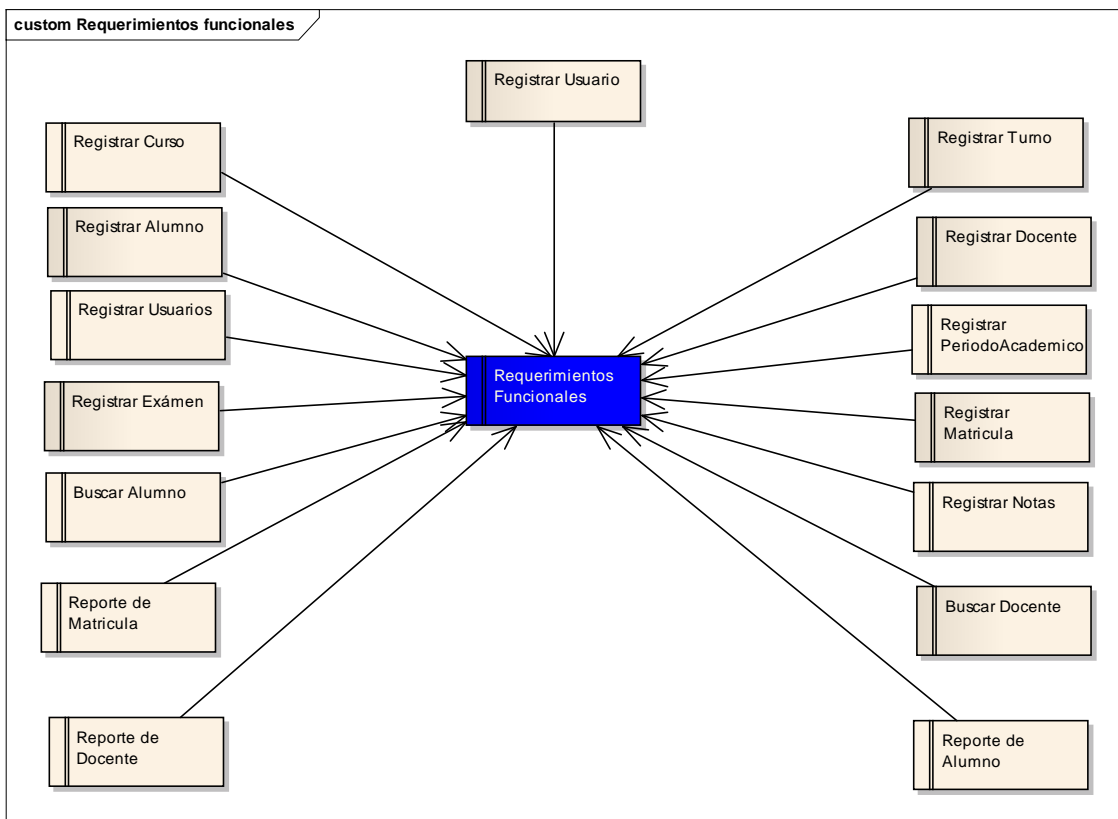 custom Requerimientos funcionales
Registrar Usuario
Registrar Curso
Registrar Turno
Registrar Alumno
Registrar Docente
Registrar Usuarios
Registrar
PeriodoAcademico
Requerimientos
Funcionales
Registrar Exámen
Registrar
Matricula
Buscar Alumno
Registrar Notas
Reporte de
Matricula
Buscar Docente
Reporte de
Docente
Reporte de
Alumno